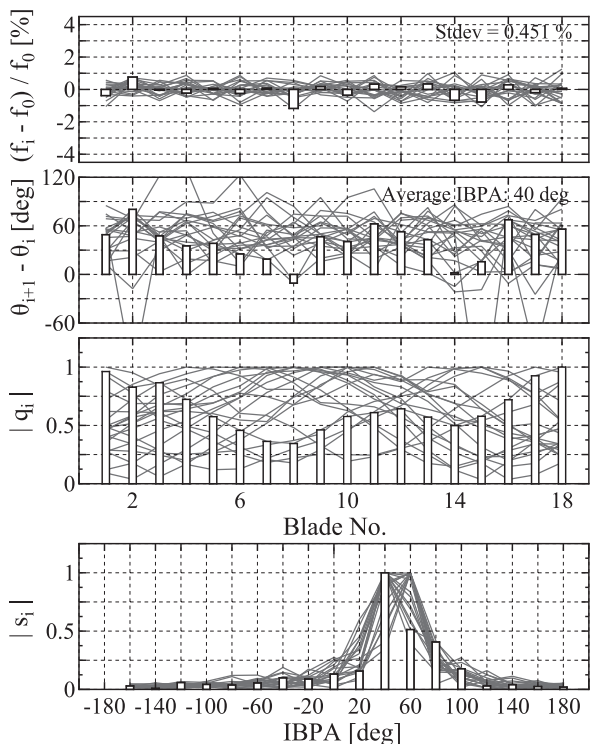 (f_i - f_0) / f_0 [%]
4
2
0
-2
-4
Stdev = 0.451 %
θ_{i+1} - θ_i [deg]
120
60
0
-60
Average IBPA: 40 deg
| q_i |
1
0.5
0
2 6 10 14 18
Blade No.
| s_i |
1
0.5
0
-180 -140 -100 -60 -20 20 60 100 140 180
IBPA [deg]